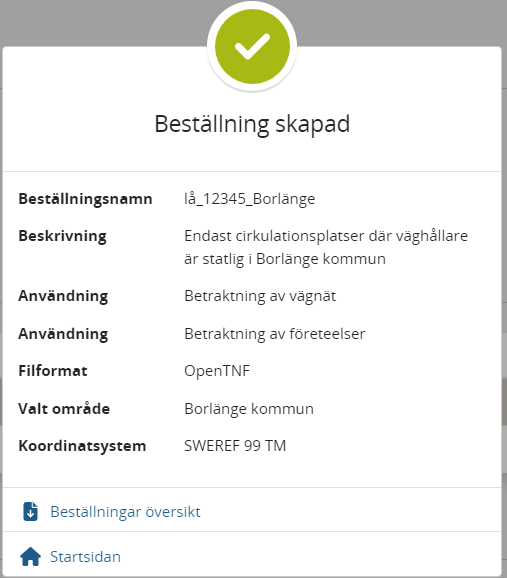 Beställning skapad
Beställningsnamn lå_12345_Borlänge
Beskrivning Endast cirkulationsplatser där väghållare
är statlig i Borlänge kommun
Användning Betraktning av vägnät
Användning Betraktning av företeelser
Filformat OpenTNF
Valt område Borlänge kommun
Koordinatsystem SWEREF 99 TM
Beställningar översikt
Startsidan